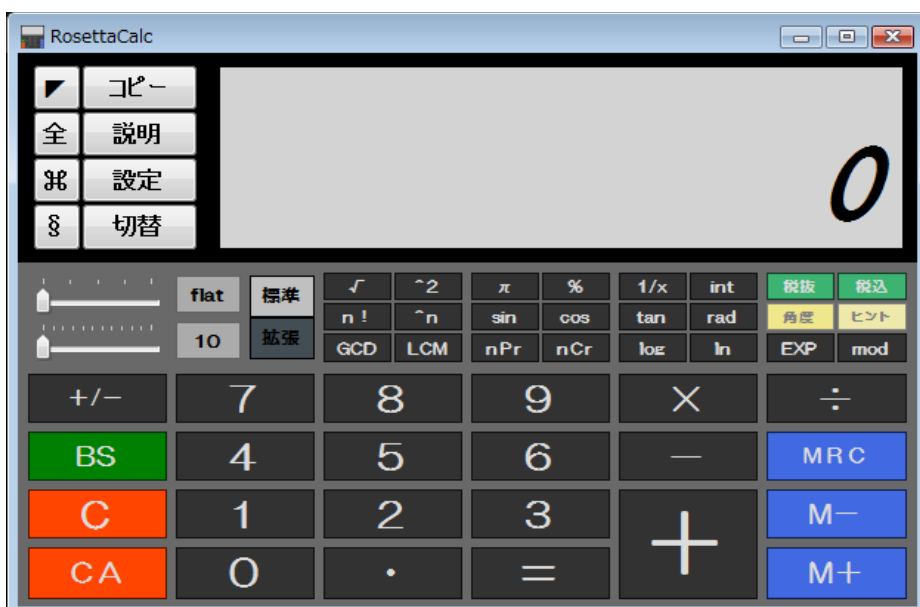 RosettaCalc
コピー
全 説明
⌘ 設定
§ 切替
0
flat 標準 √ ^2 π % 1/x int 税抜 税込
n! ^n sin cos tan rad 角度 ヒント
10 拡張 GCD LCM nPr nCr log ln EXP mod
+/− 7 8 9 × ÷
BS 4 5 6 − MRC
C 1 2 3 + M−
CA 0 · = M+